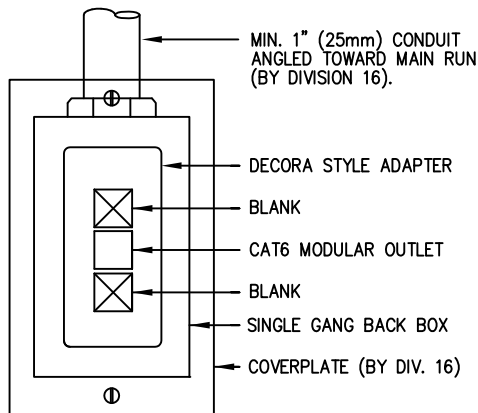 MIN. 1" (25mm) CONDUIT
ANGLED TOWARD MAIN RUN
(BY DIVISION 16).
DECORA STYLE ADAPTER
BLANK
CAT6 MODULAR OUTLET
BLANK
SINGLE GANG BACK BOX
COVERPLATE (BY DIV. 16)